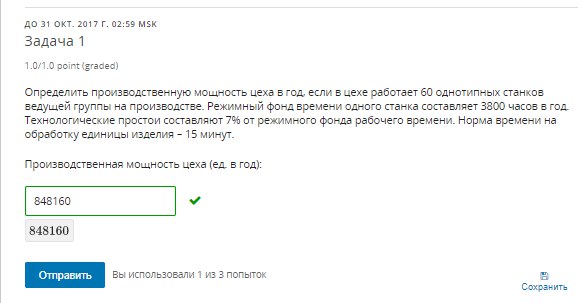 ДО 31 ОКТ. 2017 Г. 02:59 MSK
Задача 1
1.0/1.0 point (graded)
Определить производственную мощность цеха в год, если в цехе работает 60 однотипных станков
ведущей группы на производстве. Режимный фонд времени одного станка составляет 3800 часов в год.
Технологические простои составляют 7% от режимного фонда рабочего времени. Норма времени на
обработку единицы изделия – 15 минут.
Производственная мощность цеха (ед. в год):
848160
848160
Отправить Вы использовали 1 из 3 попыток
Сохранить